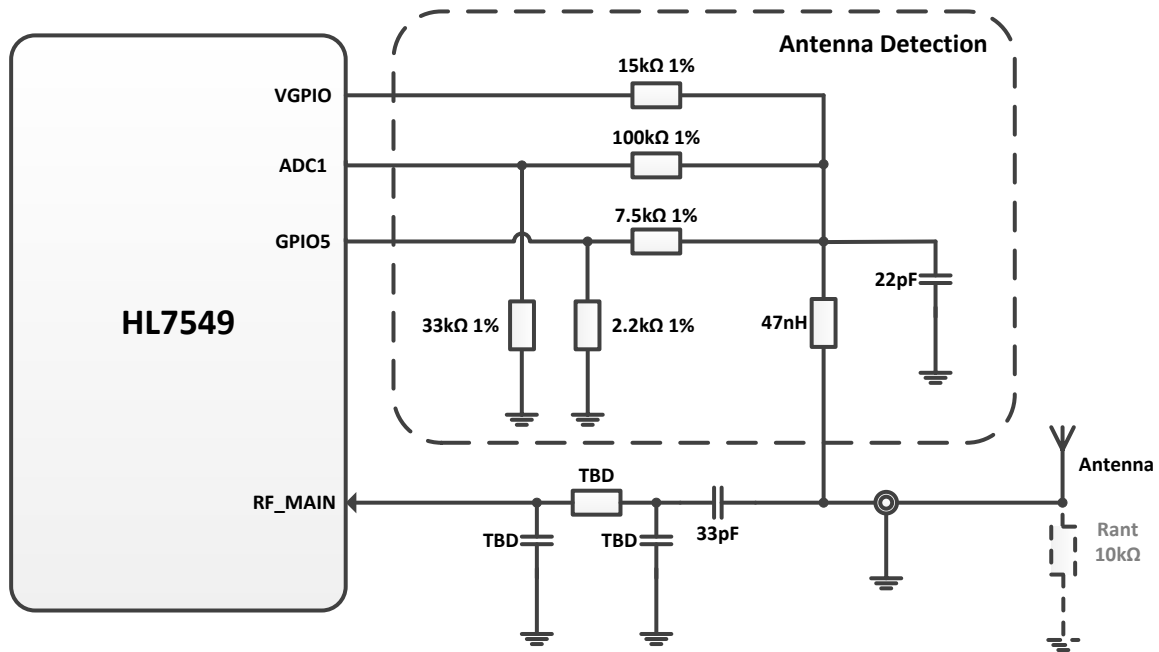 Antenna Detection
15kΩ 1%
VGPIO
100kΩ 1%
ADC1
7.5kΩ 1%
GPIO5
22pF
HL7549
33kΩ 1%
2.2kΩ 1%
47nH
TBD
Antenna
RF_MAIN
TBD
TBD
33pF
Rant
10kΩ